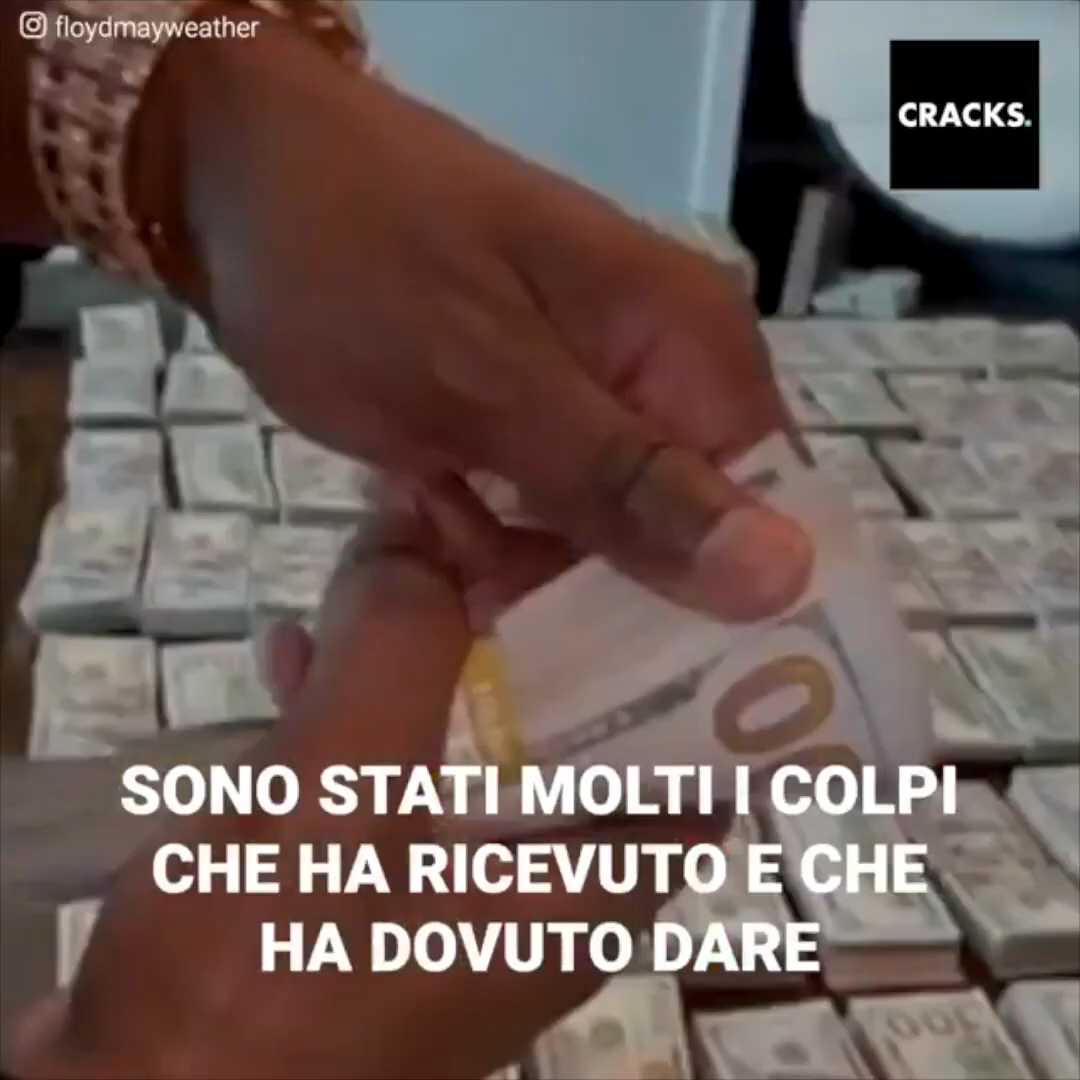 floydmayweather
CRACKS.
SONO STATI MOLTI I COLPI
CHE HA RICEVUTO E CHE
HA DOVUTO DARE